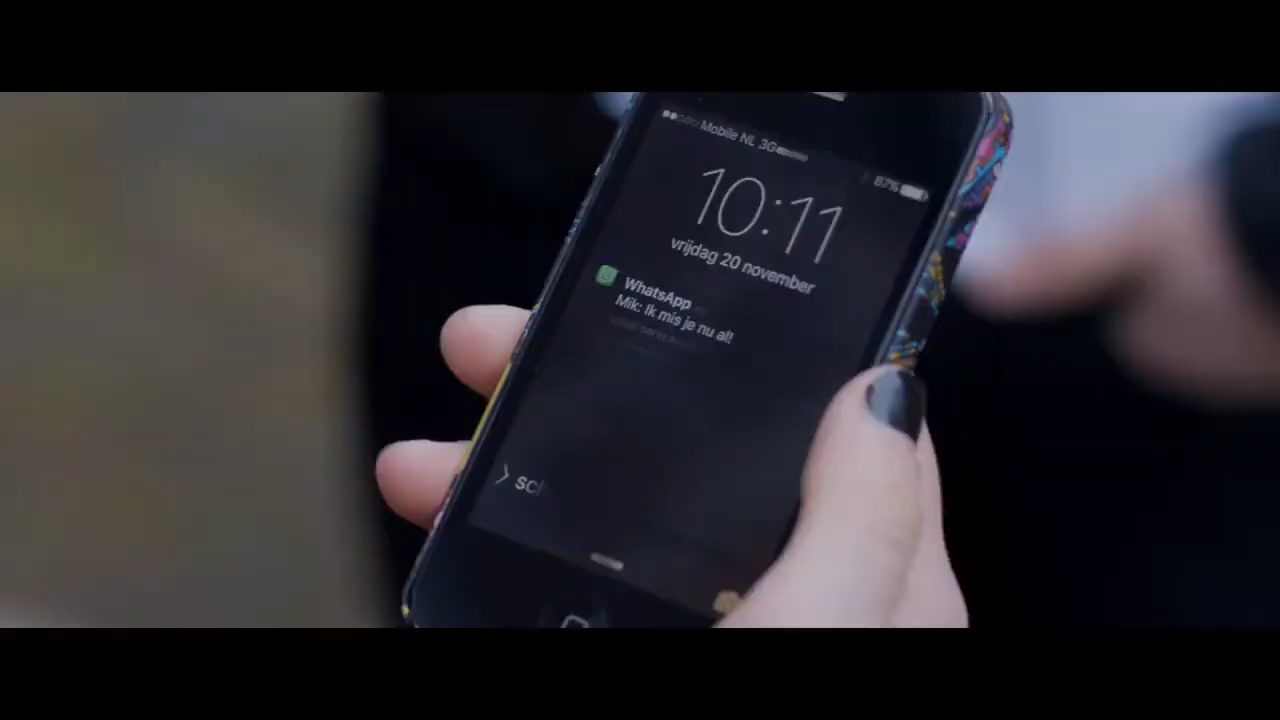 Mobile NL 3G
87%
10:11
vrijdag 20 november
WhatsApp
Mik: Ik mis je nu al!